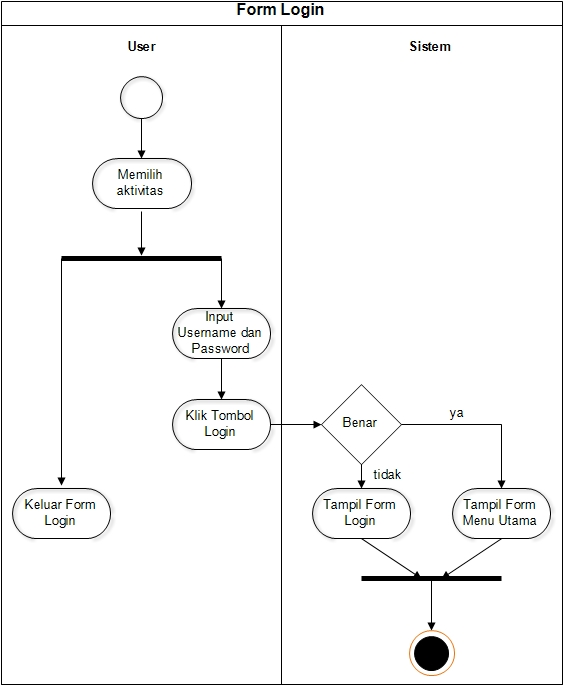 Form Login
User
Sistem
Memilih
aktivitas
Input
Username dan
Password
Klik Tombol
Login
Benar
ya
tidak
Keluar Form
Login
Tampil Form
Login
Tampil Form
Menu Utama